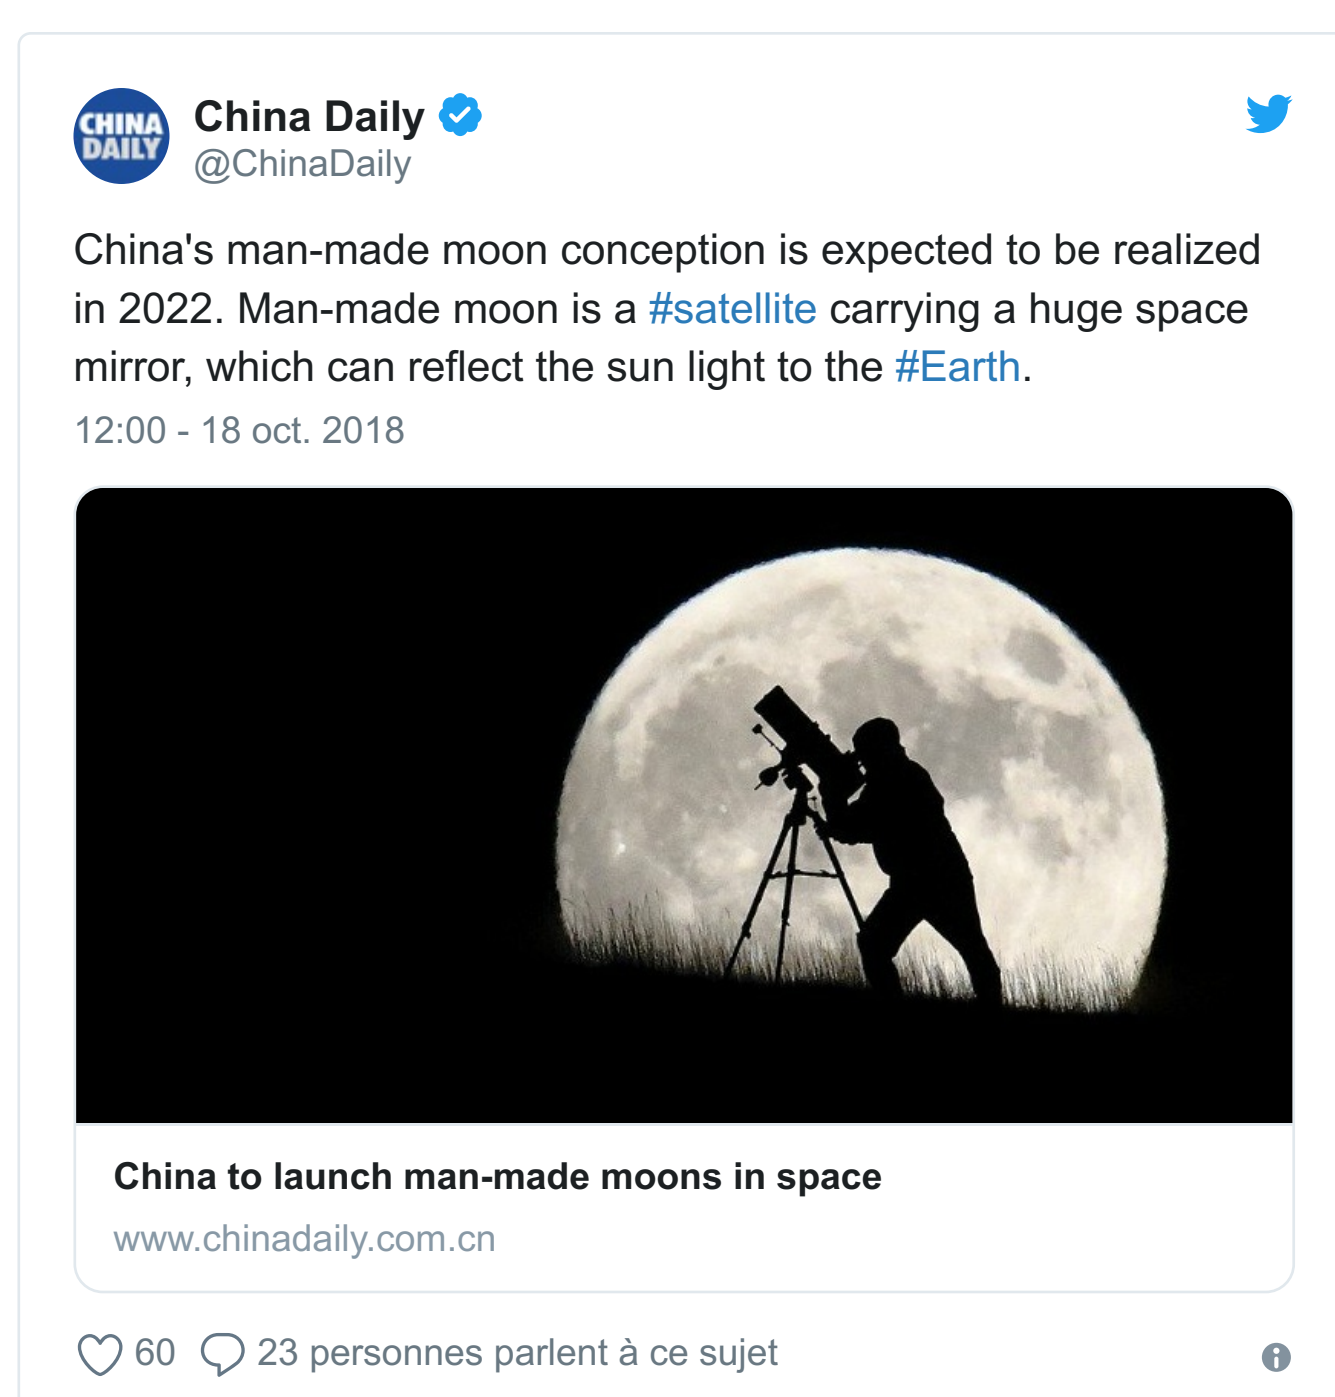 CHINA
DAILY
China Daily
@ChinaDaily
China's man-made moon conception is expected to be realized
in 2022. Man-made moon is a #satellite carrying a huge space
mirror, which can reflect the sun light to the #Earth.
12:00 - 18 oct. 2018
China to launch man-made moons in space
www.chinadaily.com.cn
60 23 personnes parlent à ce sujet